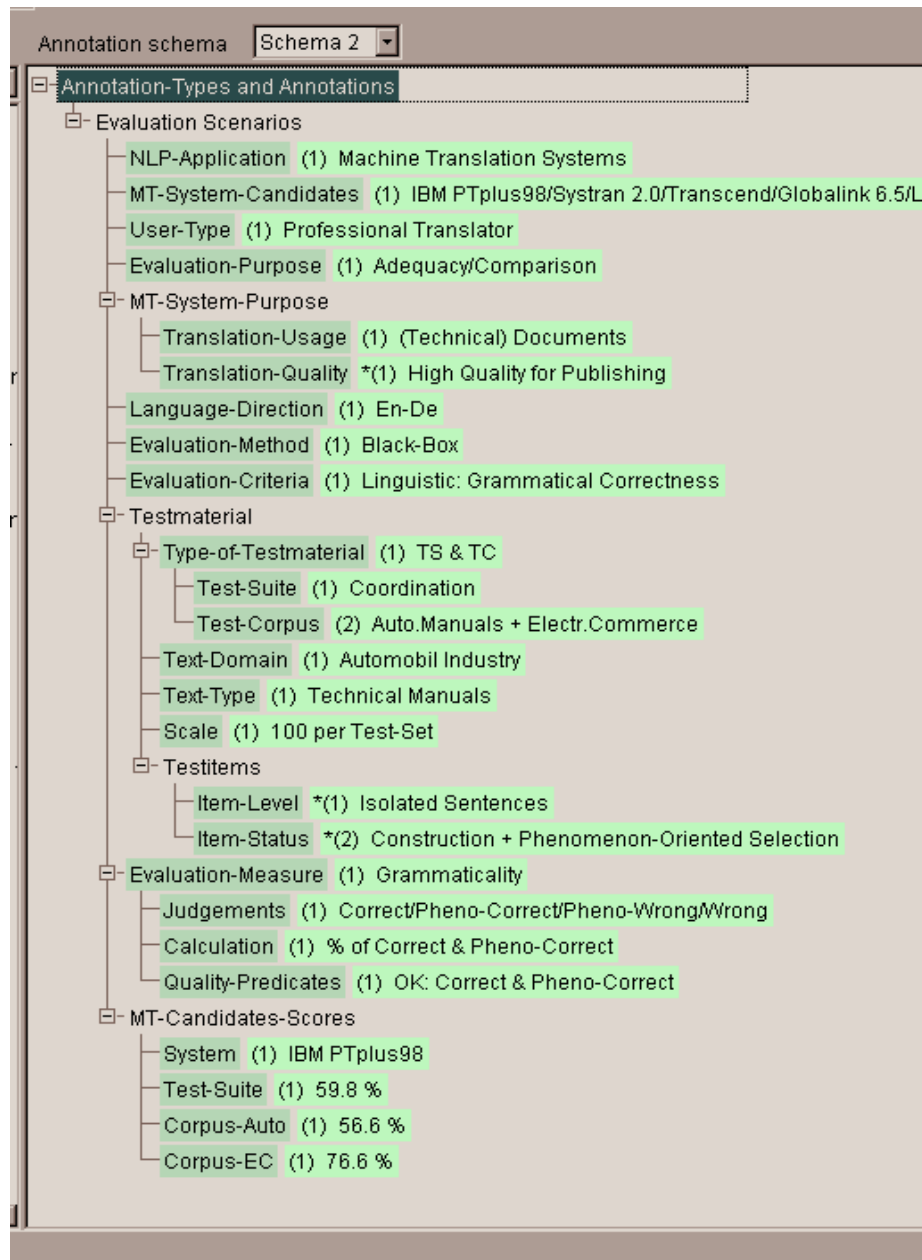 Annotation schema Schema 2
Annotation-Types and Annotations
Evaluation Scenarios
NLP-Application (1) Machine Translation Systems
MT-System-Candidates (1) IBM PTplus98/Systran 2.0/Transcend/Globalink 6.5/L
User-Type (1) Professional Translator
Evaluation-Purpose (1) Adequacy/Comparison
MT-System-Purpose
Translation-Usage (1) (Technical) Documents
Translation-Quality *(1) High Quality for Publishing
Language-Direction (1) En-De
Evaluation-Method (1) Black-Box
Evaluation-Criteria (1) Linguistic: Grammatical Correctness
Testmaterial
Type-of-Testmaterial (1) TS & TC
Test-Suite (1) Coordination
Test-Corpus (2) Auto.Manuals + Electr.Commerce
Text-Domain (1) Automobil Industry
Text-Type (1) Technical Manuals
Scale (1) 100 per Test-Set
Testitems
Item-Level *(1) Isolated Sentences
Item-Status *(2) Construction + Phenomenon-Oriented Selection
Evaluation-Measure (1) Grammaticality
Judgements (1) Correct/Pheno-Correct/Pheno-Wrong/Wrong
Calculation (1) % of Correct & Pheno-Correct
Quality-Predicates (1) OK: Correct & Pheno-Correct
MT-Candidates-Scores
System (1) IBM PTplus98
Test-Suite (1) 59.8 %
Corpus-Auto (1) 56.6 %
Corpus-EC (1) 76.6 %